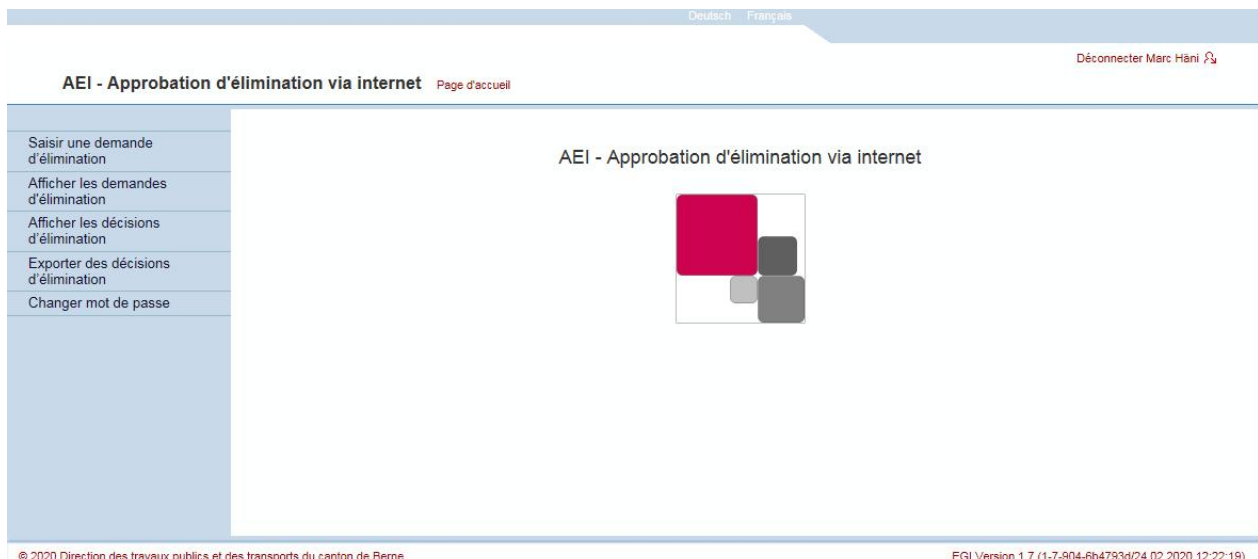 Deutsch Français
Déconnecter Marc Häni
AEI - Approbation d'élimination via internet Page d'accueil
Saisir une demande
d'élimination
Afficher les demandes
d'élimination
Afficher les décisions
d'élimination
Exporter des décisions
d'élimination
Changer mot de passe
AEI - Approbation d'élimination via internet
© 2020 Direction des travaux publics et des transports du canton de Berne
EGI Version 1.7 (1-7-904-6b4793d/24.02.2020 12:22:19)